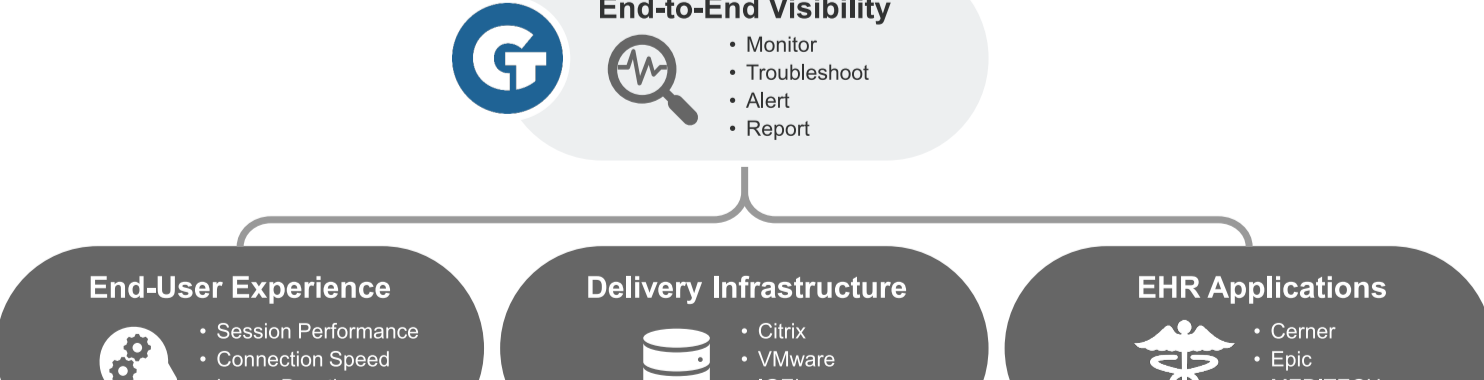 End-to-End Visibility
GT
• Monitor
• Troubleshoot
• Alert
• Report
End-User Experience
• Session Performance
• Connection Speed
Delivery Infrastructure
• Citrix
• VMware
EHR Applications
• Cerner
• Epic